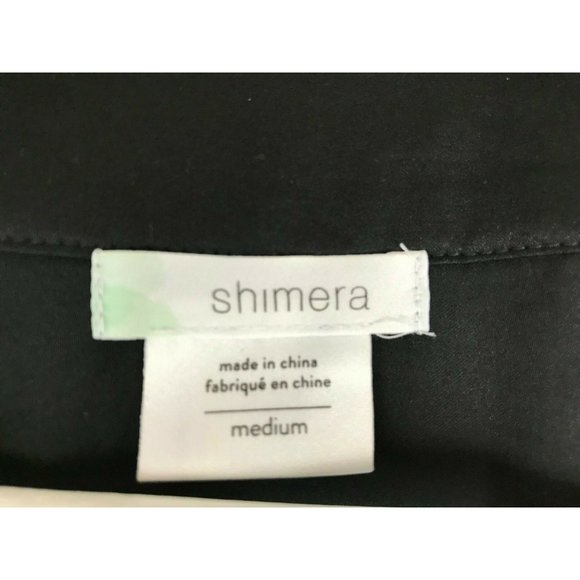 shimera
made in china
fabriqué en chine
medium